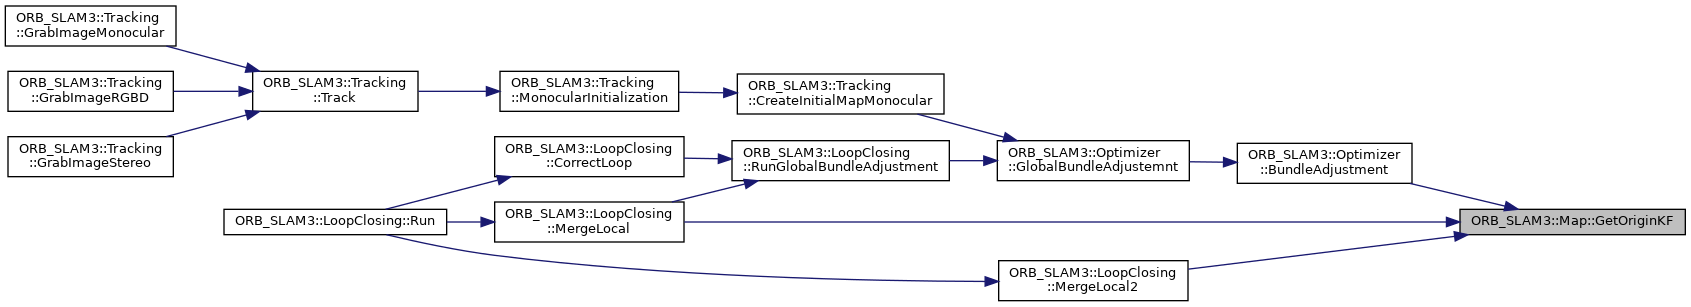 ORB_SLAM3::Tracking
::GrabImageMonocular
ORB_SLAM3::Tracking
::GrabImageRGBD
ORB_SLAM3::Tracking
::GrabImageStereo
ORB_SLAM3::Tracking
::Track
ORB_SLAM3::Tracking
::MonocularInitialization
ORB_SLAM3::Tracking
::CreateInitialMapMonocular
ORB_SLAM3::LoopClosing
::CorrectLoop
ORB_SLAM3::LoopClosing
::RunGlobalBundleAdjustment
ORB_SLAM3::Optimizer
::GlobalBundleAdjustemnt
ORB_SLAM3::Optimizer
::BundleAdjustment
ORB_SLAM3::LoopClosing::Run
ORB_SLAM3::LoopClosing
::MergeLocal
ORB_SLAM3::Map::GetOriginKF
ORB_SLAM3::LoopClosing
::MergeLocal2